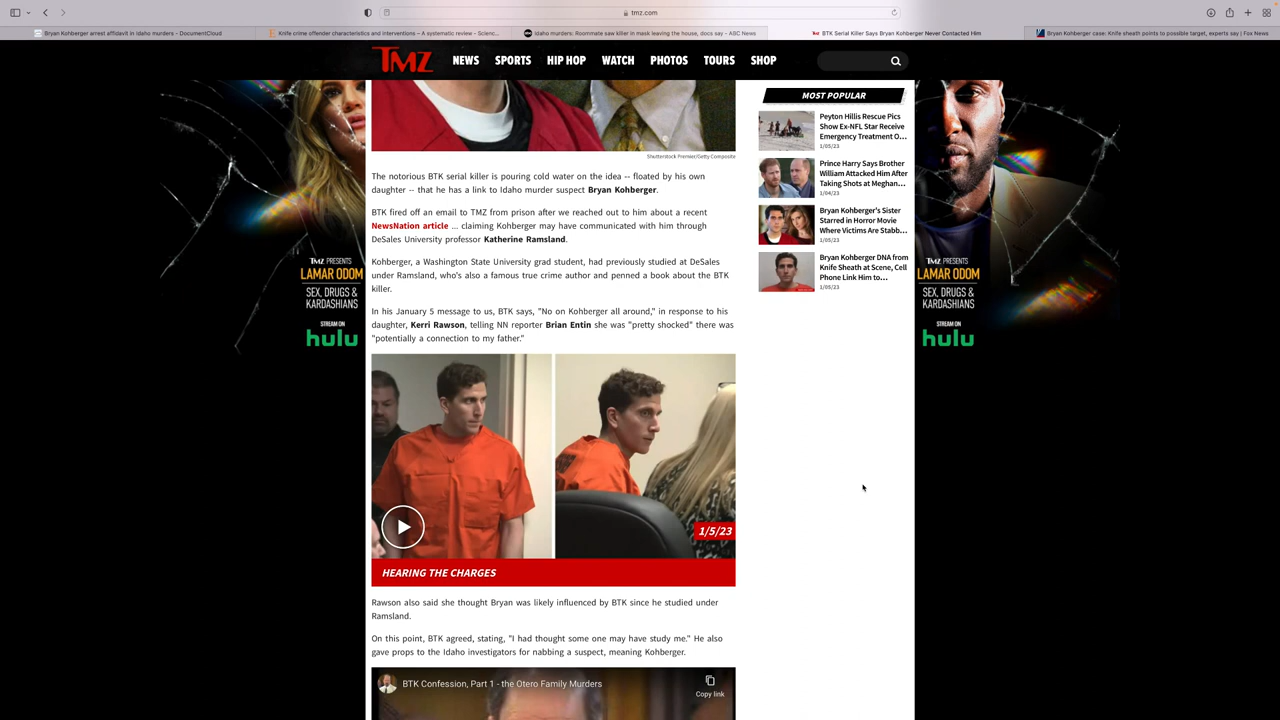 tmz.com
Bryan Kohberger arrest affidavit in Idaho murders - DocumentCloud
Knife crime offender characteristics and interventions – A systematic review - Scienc...
Idaho murders: Roommate saw killer in mask leaving the house, docs say - ABC News
BTK Serial Killer Says Bryan Kohberger Never Contacted Him
Bryan Kohberger case: Knife sheath points to possible target, experts say | Fox News
TMZ NEWS SPORTS HIP HOP WATCH PHOTOS TOURS SHOP
Shutterstock Premier/Getty Composite
The notorious BTK serial killer is pouring cold water on the idea -- floated by his own
daughter -- that he has a link to Idaho murder suspect Bryan Kohberger.
BTK fired off an email to TMZ from prison after we reached out to him about a recent
NewsNation article ... claiming Kohberger may have communicated with him through
DeSales University professor Katherine Ramsland.
Kohberger, a Washington State University grad student, had previously studied at DeSales
under Ramsland, who's also a famous true crime author and penned a book about the BTK
killer.
In his January 5 message to us, BTK says, "No on Kohberger all around," in response to his
daughter, Kerri Rawson, telling NN reporter Brian Entin she was "pretty shocked" there was
"potentially a connection to my father."
1/5/23
HEARING THE CHARGES
Rawson also said she thought Bryan was likely influenced by BTK since he studied under
Ramsland.
On this point, BTK agreed, stating, "I had thought some one may have study me." He also
gave props to the Idaho investigators for nabbing a suspect, meaning Kohberger.
BTK Confession, Part 1 - the Otero Family Murders
Copy link
MOST POPULAR
Peyton Hillis Rescue Pics
Show Ex-NFL Star Receive
Emergency Treatment O...
1/05/23
Prince Harry Says Brother
William Attacked Him After
Taking Shots at Meghan...
1/04/23
Bryan Kohberger's Sister
Starred in Horror Movie
Where Victims Are Stabb...
1/05/23
Bryan Kohberger DNA from
Knife Sheath at Scene, Cell
Phone Link Him to...
1/05/23
TMZ PRESENTS
LAMAR ODOM
SEX, DRUGS &
KARDASHIANS
STREAM ON
hulu
TMZ PRESENTS
LAMAR ODOM
SEX, DRUGS &
KARDASHIANS
STREAM ON
hulu